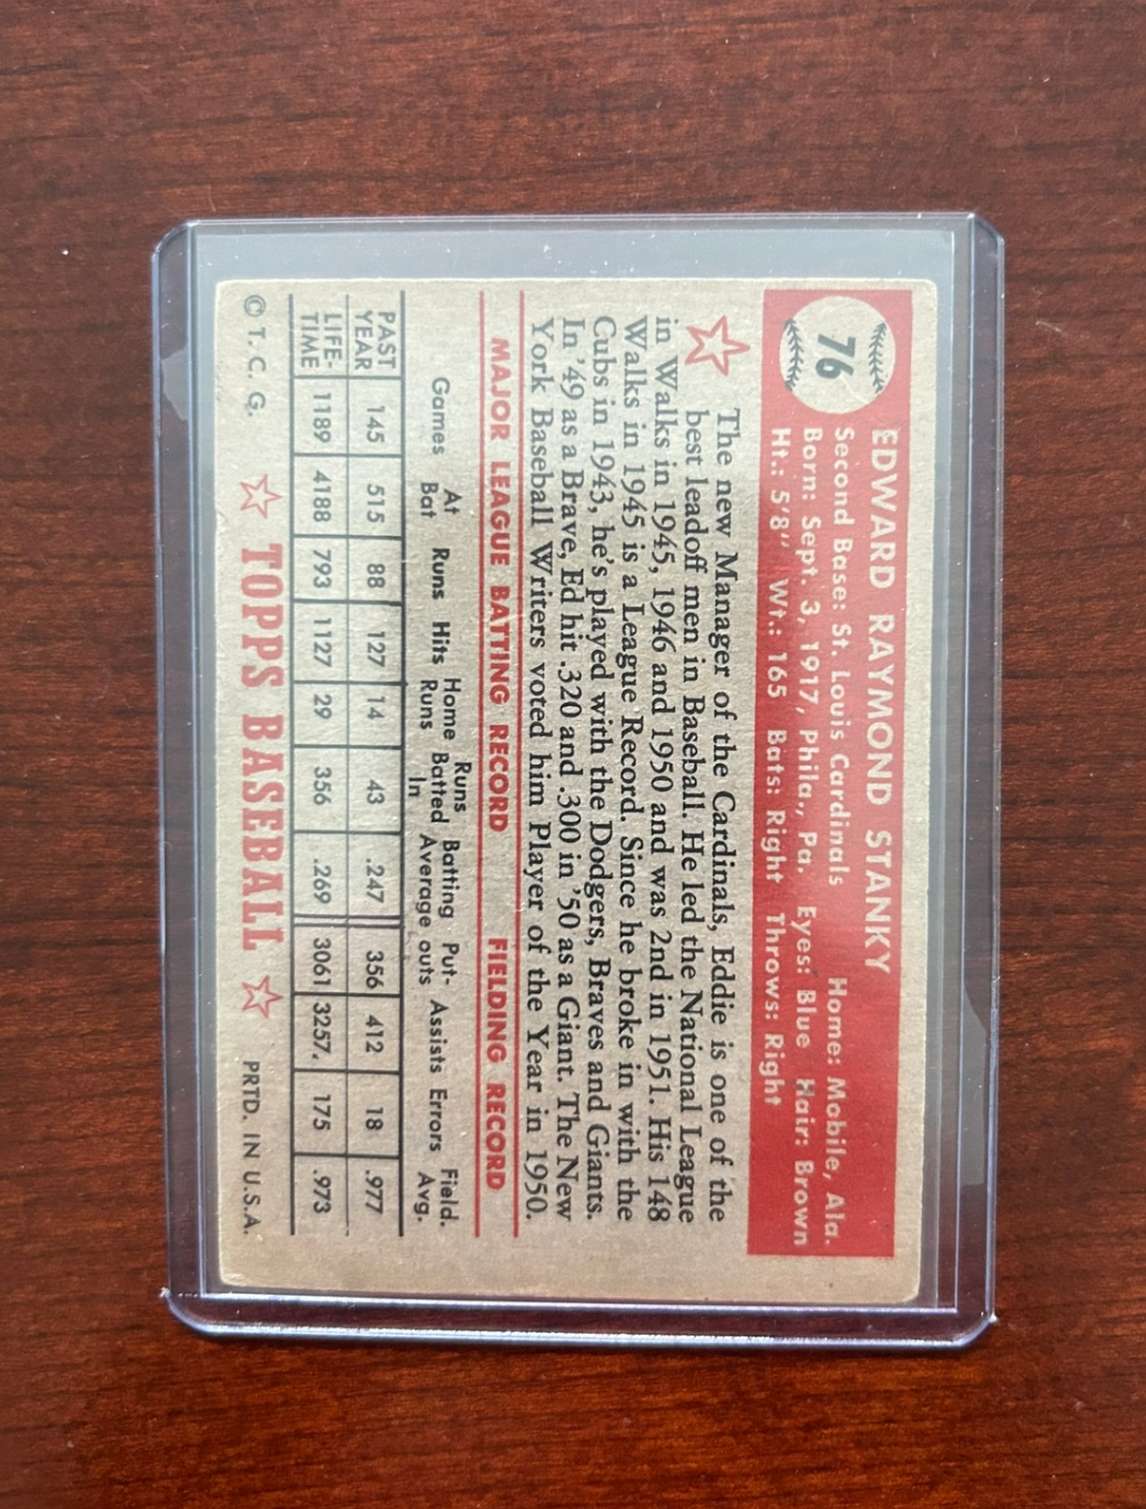 76
EDWARD RAYMOND STANKY
Second Base: St. Louis Cardinals Home: Mobile, Ala.
Born: Sept. 3, 1917, Phila., Pa. Eyes: Blue Hair: Brown
Ht.: 5'8" Wt.: 165 Bats: Right Throws: Right
The new Manager of the Cardinals, Eddie is one of the
best leadoff men in Baseball. He led the National League
in Walks in 1945, 1946 and 1950 and was 2nd in 1951. His 148
Walks in 1945 is a League Record. Since he broke in with the
Cubs in 1943, he's played with the Dodgers, Braves and Giants.
In '49 as a Brave, Ed hit .320 and .300 in '50 as a Giant. The New
York Baseball Writers voted him Player of the Year in 1950.
MAJOR LEAGUE BATTING RECORD FIELDING RECORD
Games At Bat Runs Hits Home Runs Runs Batted In Batting Average Put-outs Assists Errors Field. Avg.
PAST YEAR 145 515 88 127 14 43 .247 356 412 18 .977
LIFE-TIME 1189 4188 793 1127 29 356 .269 3061 3257. 175 .973
© T. C. G. TOPPS BASEBALL PRTD. IN U.S.A.